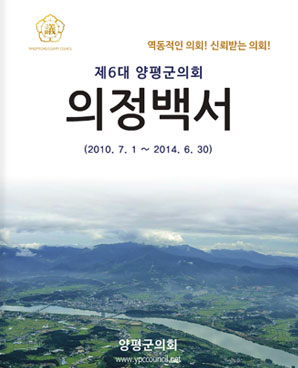 역동적인 의회! 신뢰받는 의회!
제6대 양평군의회
의정백서
(2010. 7. 1 ~ 2014. 6. 30)
양평군의회
www.ypccouncil.net